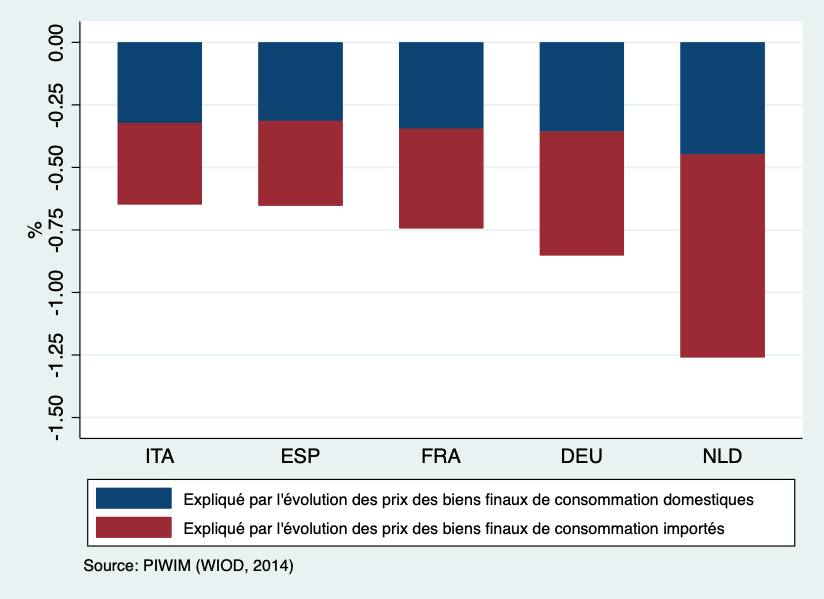 0.00
-0.25
-0.50
-0.75
-1.00
-1.25
-1.50
%
ITA ESP FRA DEU NLD
Expliqué par l'évolution des prix des biens finaux de consommation domestiques
Expliqué par l'évolution des prix des biens finaux de consommation importés
Source: PIWIM (WIOD, 2014)